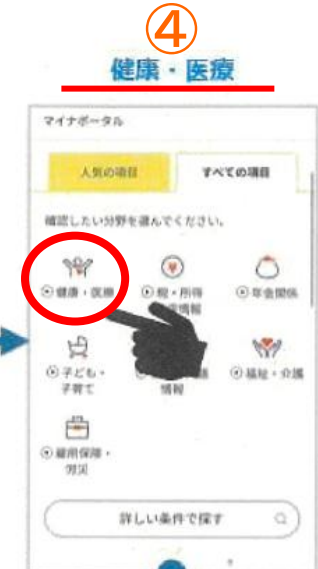 ④
健康・医療
マイナポータル
人気の項目
すべての項目
確認したい分野を選んでください。
健康・医療
税・所得
情報
年金関係
子ども・
子育て
情報
福祉・介護
雇用保険・
労災
詳しい条件で探す